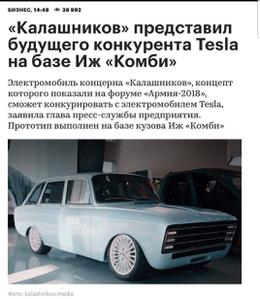 БИЗНЕС, 14:48 38 992
«Калашников» представил
будущего конкурента Tesla
на базе Иж «Комби»
Электромобиль концерна «Калашников», концепт
которого показали на форуме «Армия-2018»,
сможет конкурировать с электромобилем Tesla,
заявила глава пресс-службы предприятия.
Прототип выполнен на базе кузова Иж «Комби»
Фото: kalashnikov.media